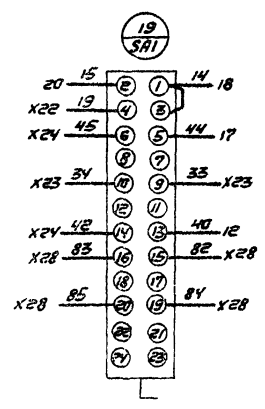 19
SA1
20 15 2 1 14 18
X22 19 4 3
X24 45 6 5 44 17
8 7
X23 34 10 9 33 X23
12 11
X24 42 14 13 40 12
X28 83 16 15 82 X28
18 17
X28 85 20 19 84 X28
22 21
24 23